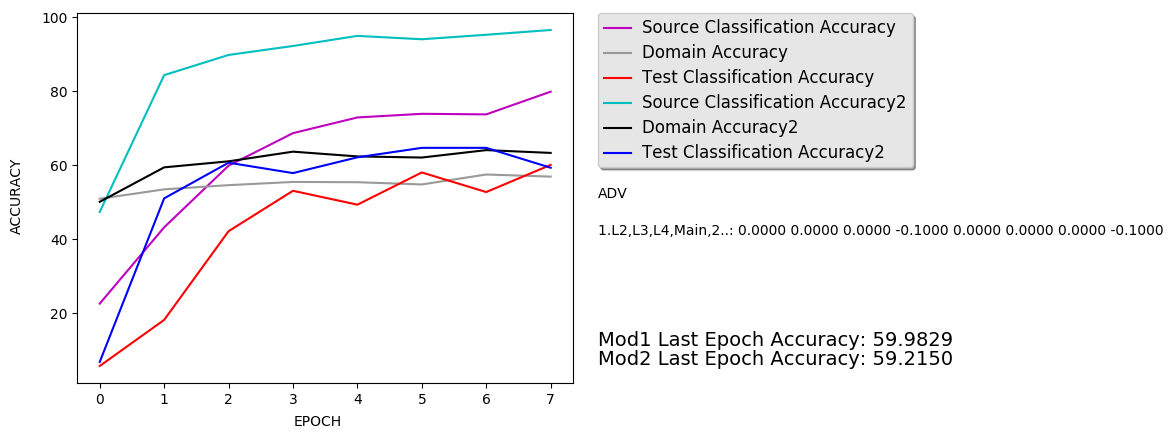 100
80
60
40
20
ACCURACY
0 1 2 3 4 5 6 7
EPOCH
Source Classification Accuracy
Domain Accuracy
Test Classification Accuracy
Source Classification Accuracy2
Domain Accuracy2
Test Classification Accuracy2
ADV
1.L2,L3,L4,Main,2..: 0.0000 0.0000 0.0000 -0.1000 0.0000 0.0000 0.0000 -0.1000
Mod1 Last Epoch Accuracy: 59.9829
Mod2 Last Epoch Accuracy: 59.2150